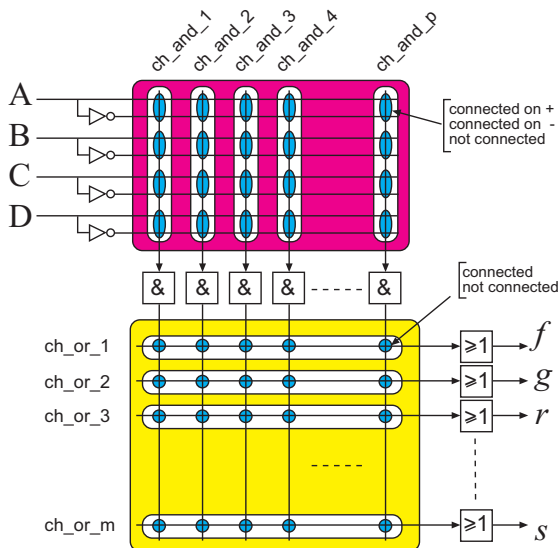 ch_and_1 ch_and_2 ch_and_3 ch_and_4 ch_and_p
A
connected on +
connected on -
not connected
B
C
D
& & & & &
connected
not connected
ch_or_1 ≥1 f
ch_or_2 ≥1 g
ch_or_3 ≥1 r
ch_or_m ≥1 s